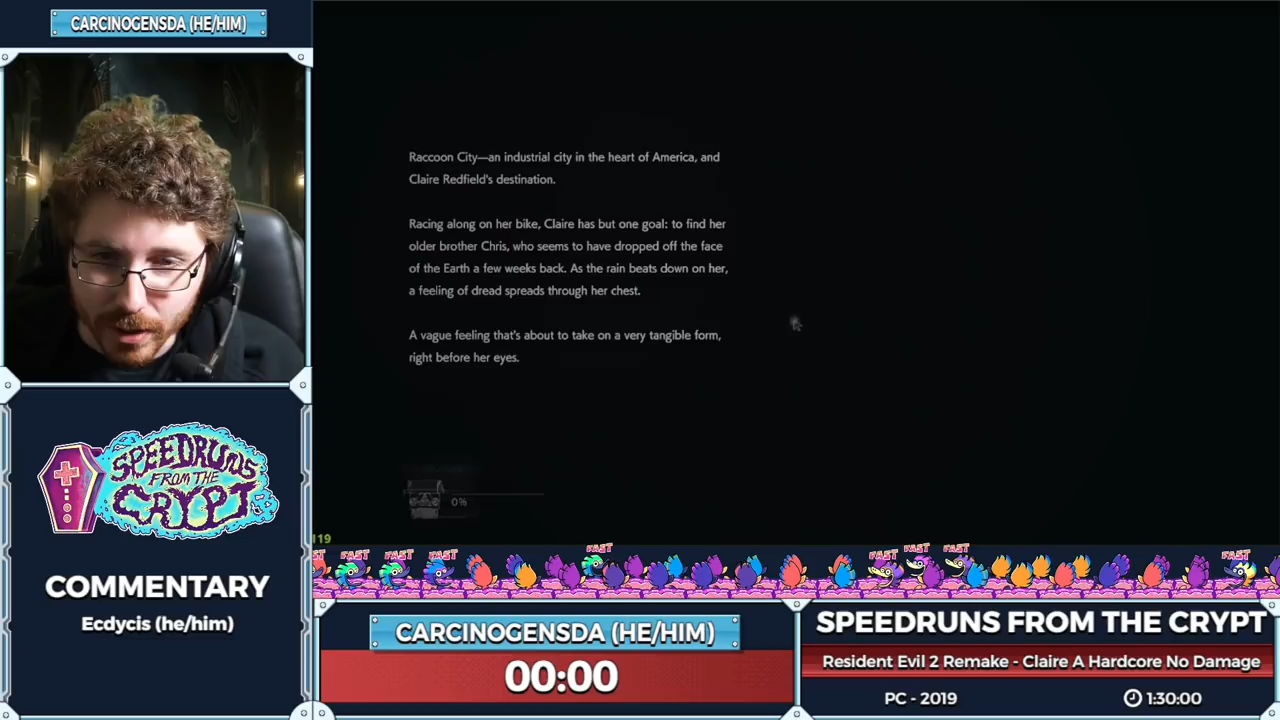 CARCINOGENSDA (HE/HIM)
Raccoon City—an industrial city in the heart of America, and
Claire Redfield's destination.
Racing along on her bike, Claire has but one goal: to find her
older brother Chris, who seems to have dropped off the face
of the Earth a few weeks back. As the rain beats down on her,
a feeling of dread spreads through her chest.
A vague feeling that's about to take on a very tangible form,
right before her eyes.
0%
119
SPEEDRUNS
FROM THE
CRYPT
COMMENTARY
Ecdycis (he/him)
FAST FAST FAST FAST FAST FAST FAST FAST
CARCINOGENSDA (HE/HIM)
00:00
SPEEDRUNS FROM THE CRYPT
Resident Evil 2 Remake - Claire A Hardcore No Damage
PC - 2019
1:30:00